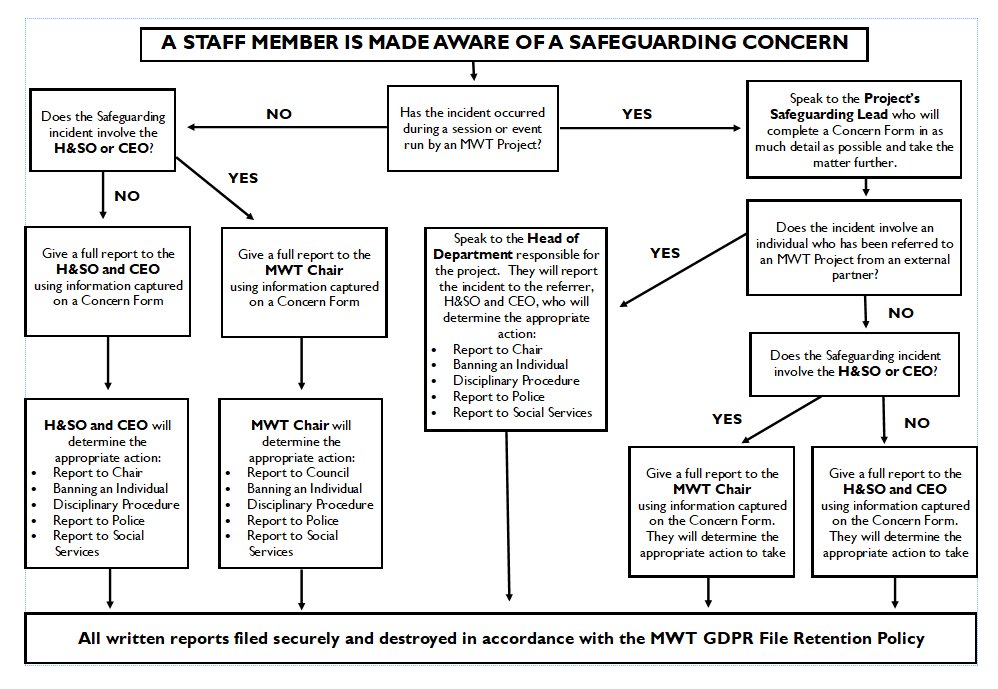 A STAFF MEMBER IS MADE AWARE OF A SAFEGUARDING CONCERN
Has the incident occurred
during a session or event
run by an MWT Project?
NO
YES
Does the Safeguarding
incident involve the
H&SO or CEO?
NO
YES
Give a full report to the
H&SO and CEO
using information captured
on a Concern Form
Give a full report to the
MWT Chair
using information captured
on a Concern Form
H&SO and CEO will
determine the
appropriate action:
• Report to Chair
• Banning an Individual
• Disciplinary Procedure
• Report to Police
• Report to Social
Services
MWT Chair will
determine the
appropriate action:
• Report to Council
• Banning an Individual
• Disciplinary Procedure
• Report to Police
• Report to Social
Services
Speak to the Project's
Safeguarding Lead who will
complete a Concern Form in as
much detail as possible and take the
matter further.
Does the incident involve an
individual who has been referred to
an MWT Project from an external
partner?
YES
NO
Speak to the Head of
Department responsible for
the project. They will report
the incident to the referrer,
H&SO and CEO, who will
determine the appropriate
action:
• Report to Chair
• Banning an Individual
• Disciplinary Procedure
• Report to Police
• Report to Social Services
Does the Safeguarding incident
involve the H&SO or CEO?
YES
NO
Give a full report to the
MWT Chair
using information captured
on the Concern Form.
They will determine the
appropriate action to take
Give a full report to the
H&SO and CEO
using information captured
on the Concern Form.
They will determine the
appropriate action to take
All written reports filed securely and destroyed in accordance with the MWT GDPR File Retention Policy